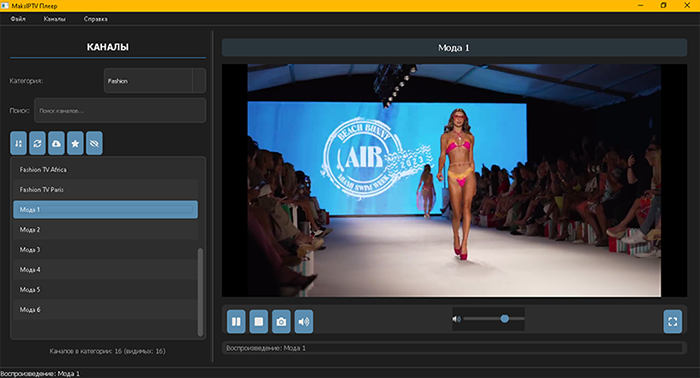 MaksIPTV Плеер
Файл Каналы Справка
КАНАЛЫ
Мода 1
Категория: Fashion
Поиск: Поиск каналов...
BEACH BUNNY
AIR
2023
MIAMI SWIM WEEK
Fashion TV Africa
Fashion TV Paris
Мода 1
Мода 2
Мода 3
Мода 4
Мода 5
Мода 6
Каналов в категории: 16 (видимых: 16)
Воспроизведение: Мода 1
Воспроизведение: Мода 1